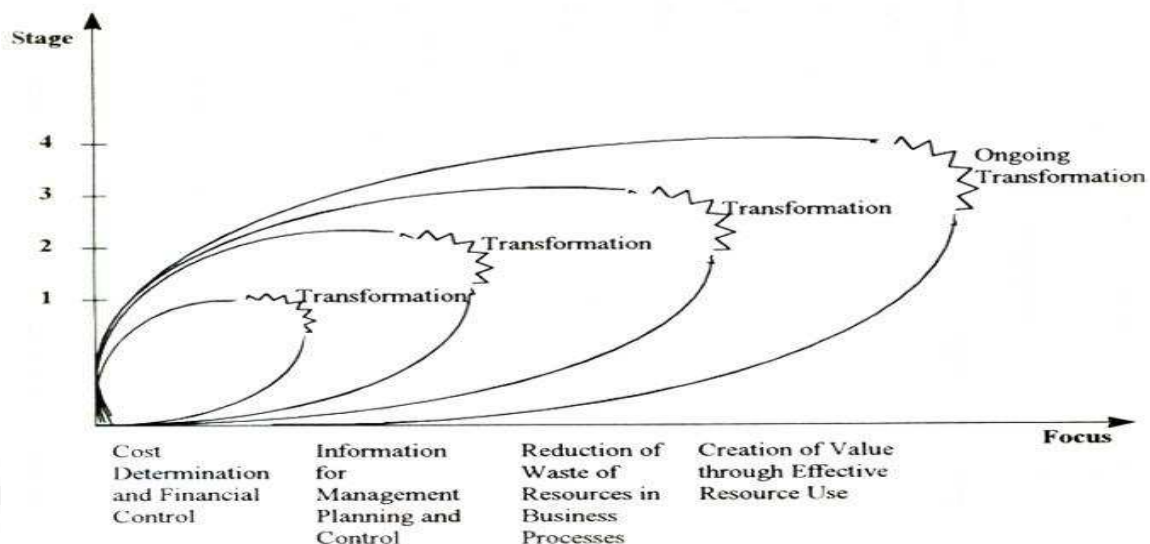 Stage
4
3
2
1
Ongoing
Transformation
Transformation
Transformation
Transformation
Focus
Cost
Determination
and Financial
Control
Information
for
Management
Planning and
Control
Reduction of
Waste of
Resources in
Business
Processes
Creation of Value
through Effective
Resource Use